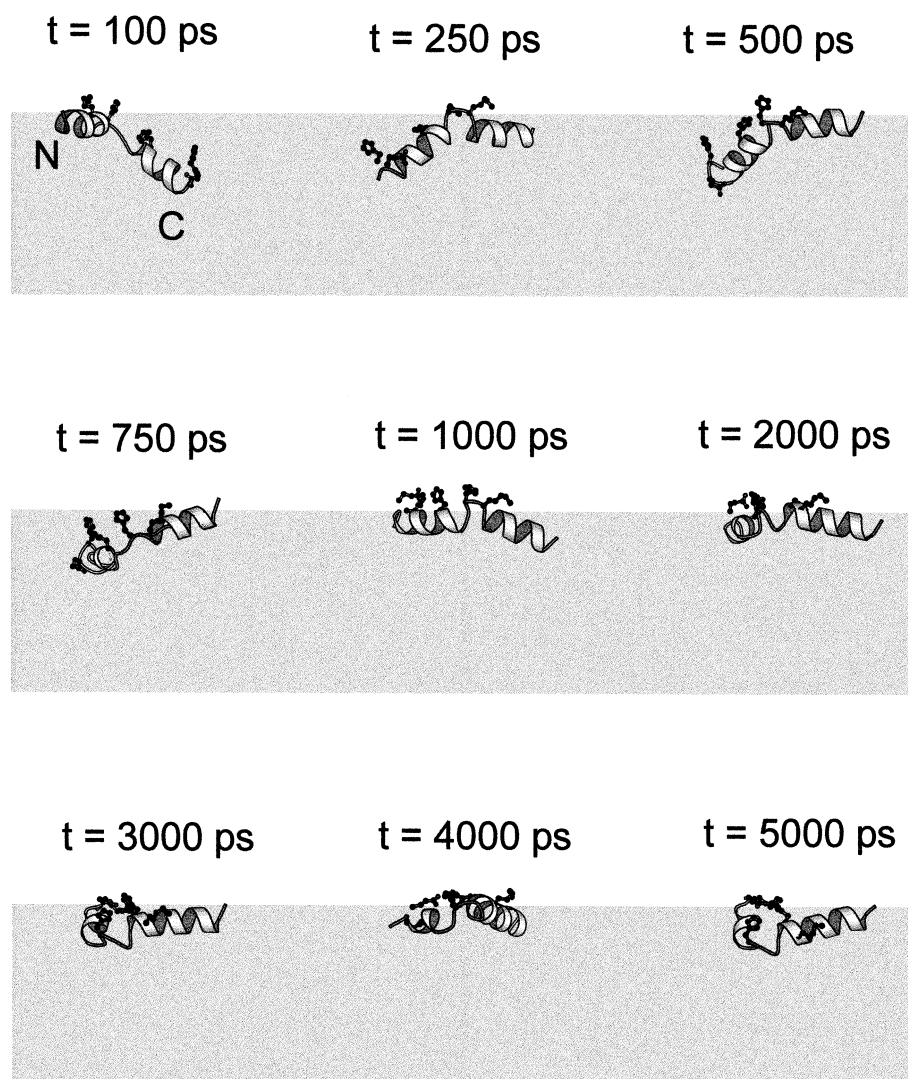 t = 100 ps
t = 250 ps
t = 500 ps
N
C
t = 750 ps
t = 1000 ps
t = 2000 ps
t = 3000 ps
t = 4000 ps
t = 5000 ps